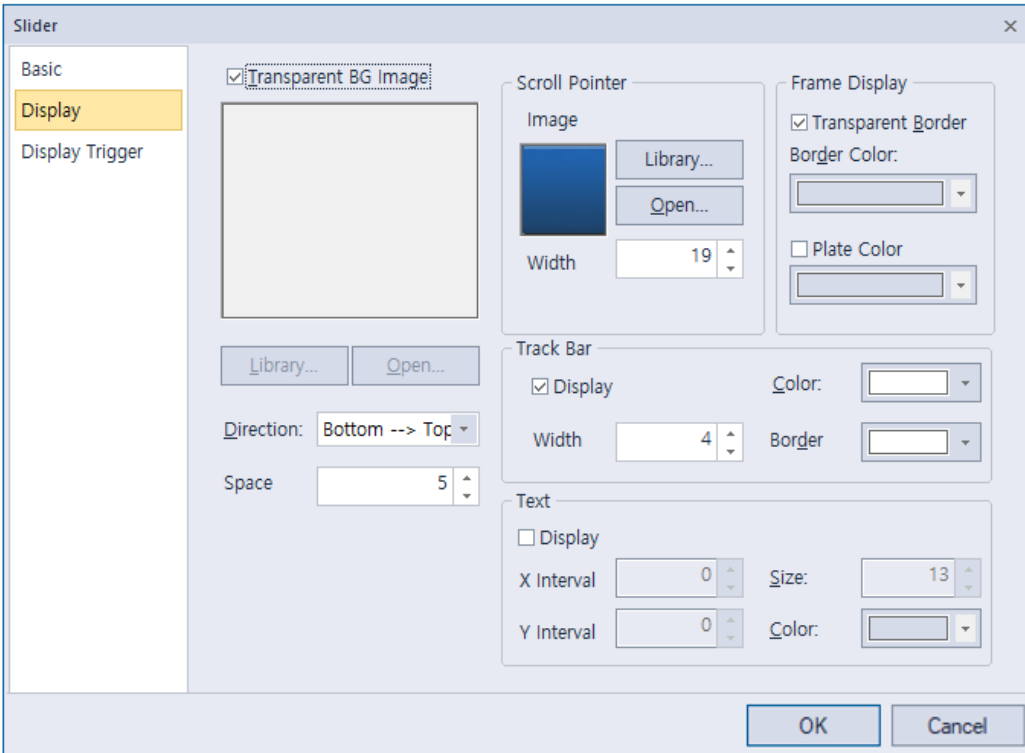 Slider
Basic
Display
Display Trigger
Transparent BG Image
Library...
Open...
Direction:
Bottom --> Top
Space
5
Scroll Pointer
Image
Library...
Open...
Width
19
Frame Display
Transparent Border
Border Color:
Plate Color
Track Bar
Display
Color:
Width
4
Border
Text
Display
X Interval
0
Size:
13
Y Interval
0
Color:
OK
Cancel